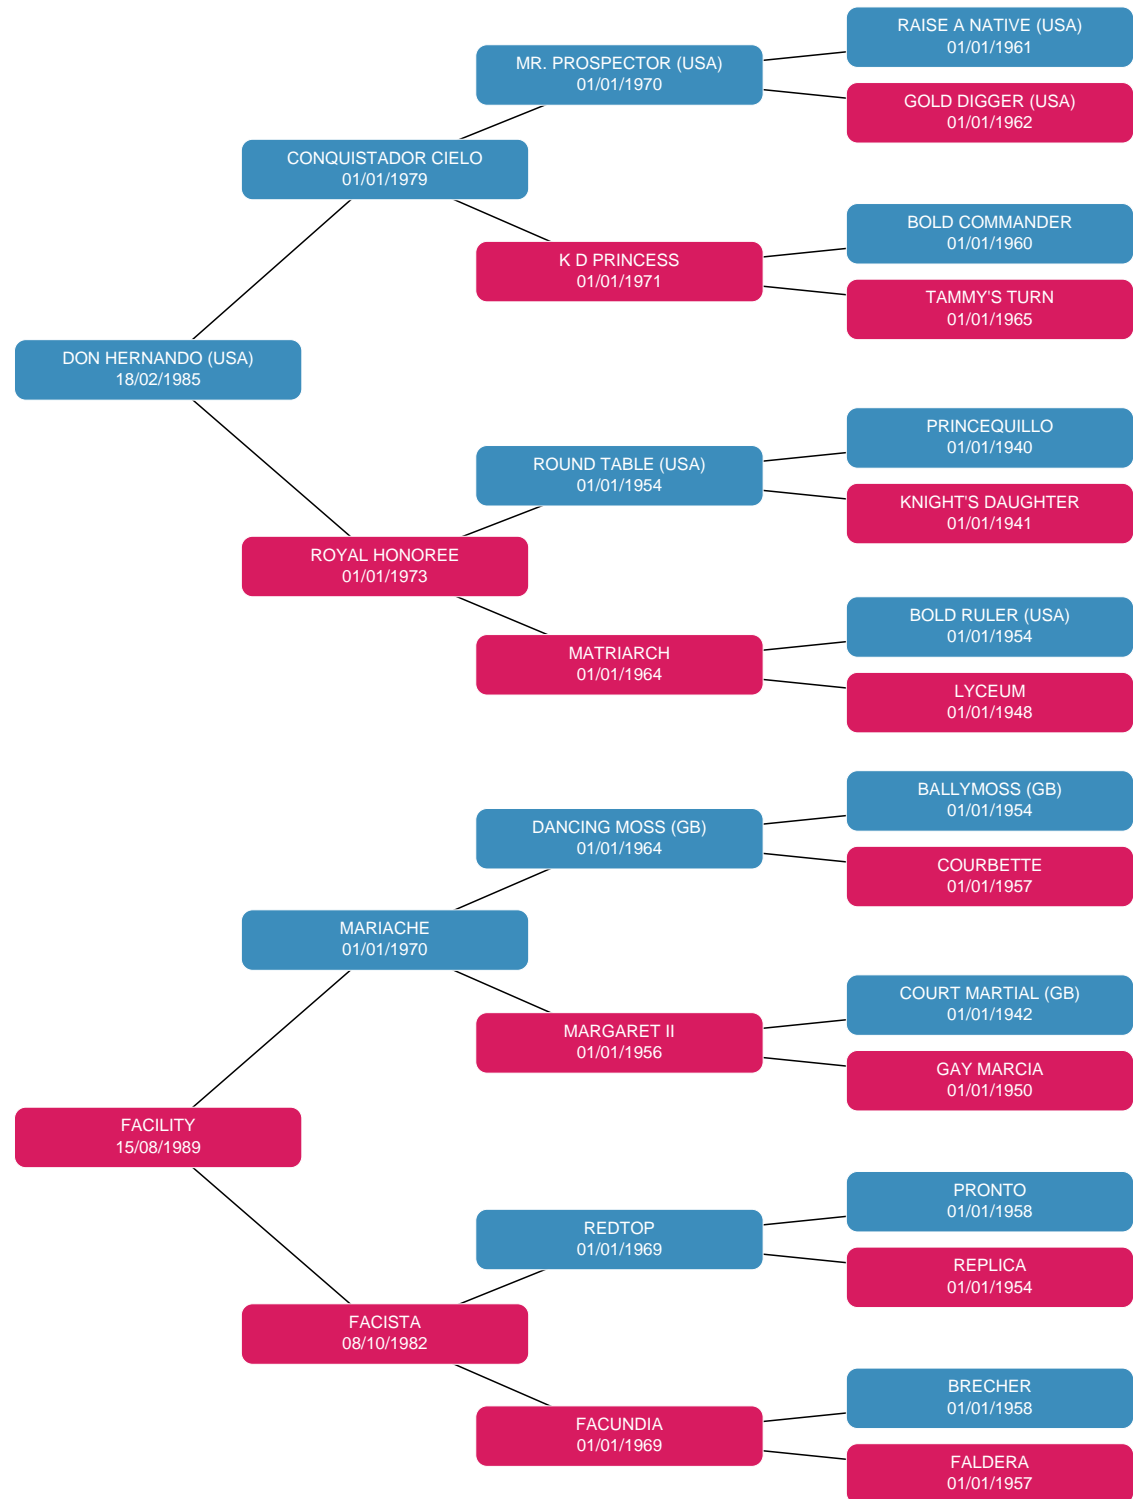 RAISE A NATIVE (USA)
01/01/1961
MR. PROSPECTOR (USA)
01/01/1970
GOLD DIGGER (USA)
01/01/1962
CONQUISTADOR CIELO
01/01/1979
BOLD COMMANDER
01/01/1960
K D PRINCESS
01/01/1971
TAMMY'S TURN
01/01/1965
DON HERNANDO (USA)
18/02/1985
PRINCEQUILLO
01/01/1940
ROUND TABLE (USA)
01/01/1954
KNIGHT'S DAUGHTER
01/01/1941
ROYAL HONOREE
01/01/1973
BOLD RULER (USA)
01/01/1954
MATRIARCH
01/01/1964
LYCEUM
01/01/1948
BALLYMOSS (GB)
01/01/1954
DANCING MOSS (GB)
01/01/1964
COURBETTE
01/01/1957
MARIACHE
01/01/1970
COURT MARTIAL (GB)
01/01/1942
MARGARET II
01/01/1956
GAY MARCIA
01/01/1950
FACILITY
15/08/1989
PRONTO
01/01/1958
REDTOP
01/01/1969
REPLICA
01/01/1954
FACISTA
08/10/1982
BRECHER
01/01/1958
FACUNDIA
01/01/1969
FALDERA
01/01/1957